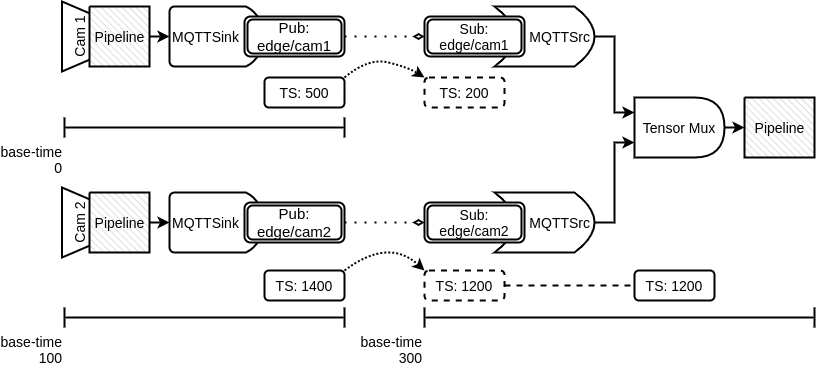 Cam 1
Pipeline
MQTTSink
Pub:
edge/cam1
Sub:
edge/cam1
MQTTSrc
TS: 500
TS: 200
base-time
0
Tensor Mux
Pipeline
Cam 2
Pipeline
MQTTSink
Pub:
edge/cam2
Sub:
edge/cam2
MQTTSrc
TS: 1400
TS: 1200
TS: 1200
base-time
100
base-time
300